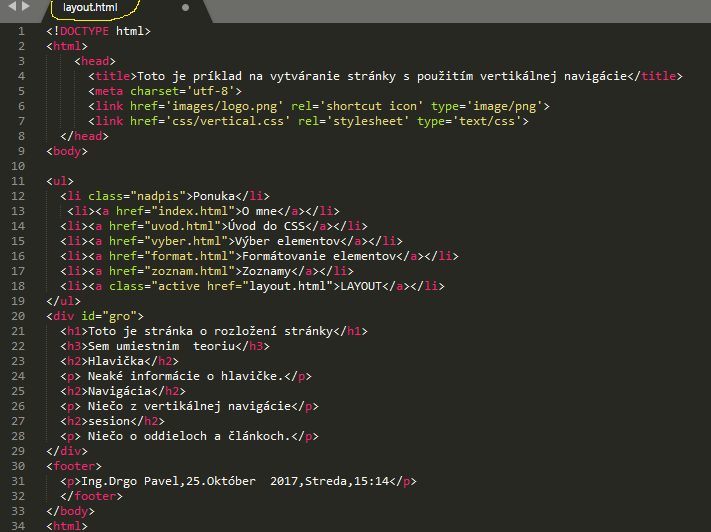 layout.html
1 <!DOCTYPE html>
2 <html>
3 <head>
4 <title>Toto je príklad na vytváranie stránky s použitím vertikálnej navigácie</title>
5 <meta charset='utf-8'>
6 <link href='images/logo.png' rel='shortcut icon' type='image/png'>
7 <link href='css/vertical.css' rel='stylesheet' type='text/css'>
8 </head>
9 <body>
10
11 <ul>
12 <li class="nadpis">Ponuka</li>
13 <li><a href="index.html">O mne</a></li>
14 <li><a href="uvod.html">Úvod do CSS</a></li>
15 <li><a href="vyber.html">Výber elementov</a></li>
16 <li><a href="format.html">Formátovanie elementov</a></li>
17 <li><a href="zoznam.html">Zoznamy</a></li>
18 <li><a class="active href="layout.html">LAYOUT</a></li>
19 </ul>
20 <div id="gro">
21 <h1>Toto je stránka o rozložení stránky</h1>
22 <h3>Sem umiestnim  teoriu</h3>
23 <h2>Hlavička</h2>
24 <p> Neaké informácie o hlavičke.</p>
25 <h2>Navigácia</h2>
26 <p> Niečo z vertikálnej navigácie</p>
27 <h2>sesion</h2>
28 <p> Niečo o oddieloch a článkoch.</p>
29 </div>
30 <footer>
31 <p>Ing.Drgo Pavel,25.Október  2017,Streda,15:14</p>
32 </footer>
33 </body>
34 <html>